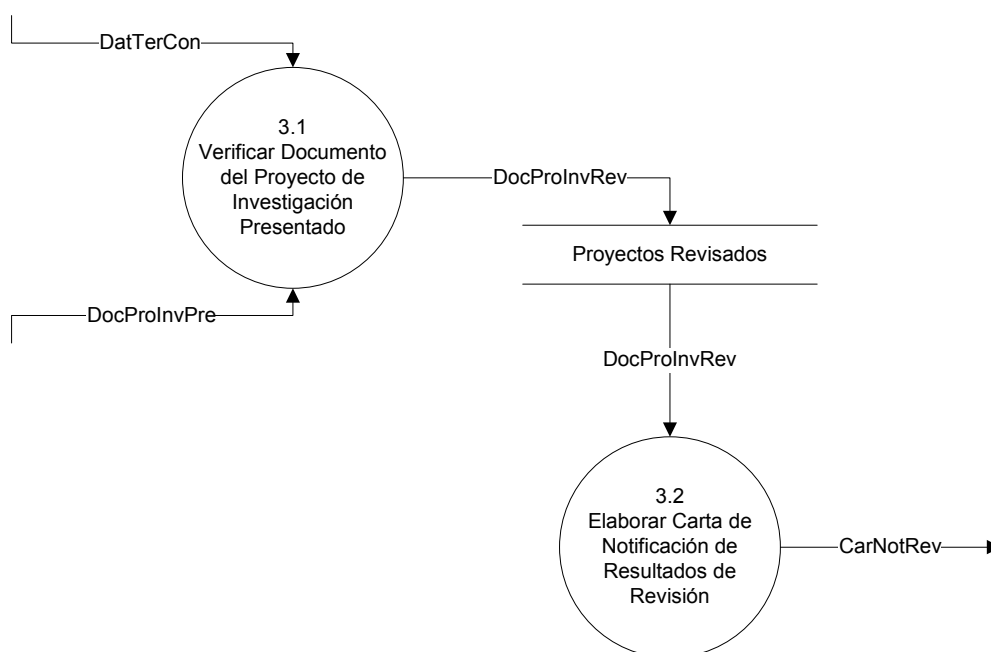 DatTerCon
3.1
Verificar Documento
del Proyecto de
Investigación
Presentado
DocProInvRev
Proyectos Revisados
DocProInvPre
DocProInvRev
3.2
Elaborar Carta de
Notificación de
Resultados de
Revisión
CarNotRev